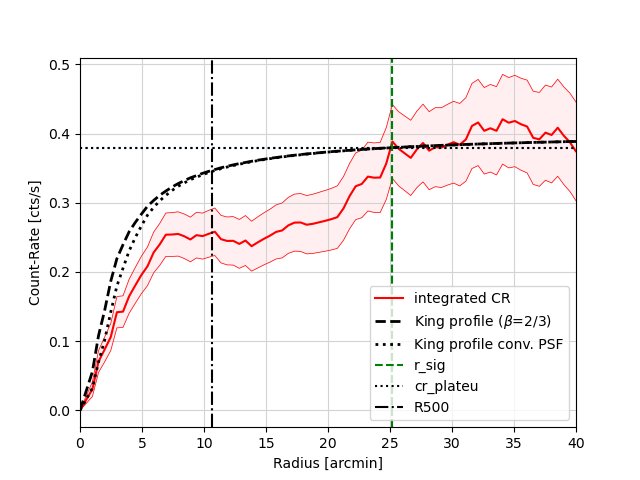 0.5
0.4
0.3
0.2
0.1
0.0
Count-Rate [cts/s]
integrated CR
King profile (β=2/3)
King profile conv. PSF
r_sig
cr_plateu
R500
0 5 10 15 20 25 30 35 40
Radius [arcmin]